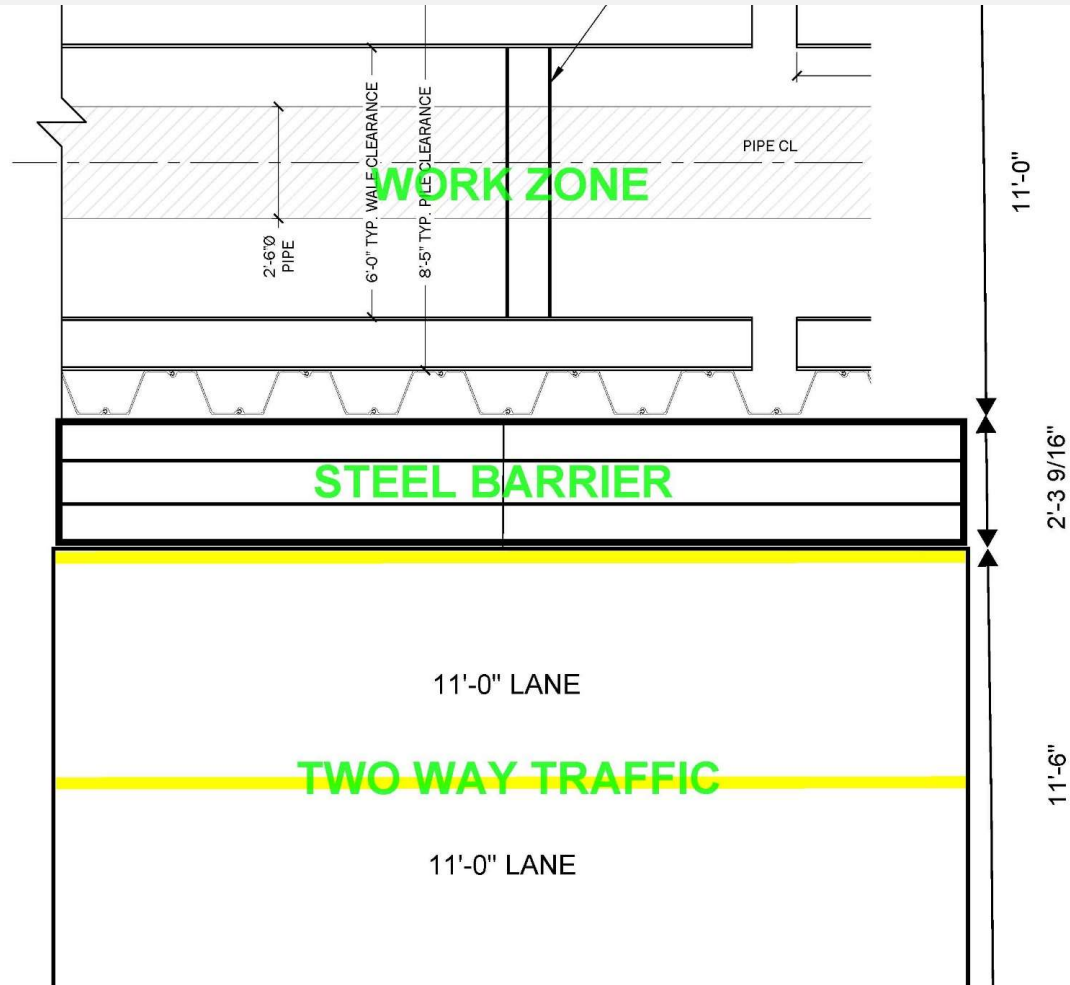 2'-6"Ø
PIPE
6'-0" TYP. WALE CLEARANCE
8'-5" TYP. PILE CLEARANCE
PIPE CL
WORK ZONE
11'-0"
STEEL BARRIER
2'-3 9/16"
11'-0" LANE
TWO WAY TRAFFIC
11'-6"
11'-0" LANE